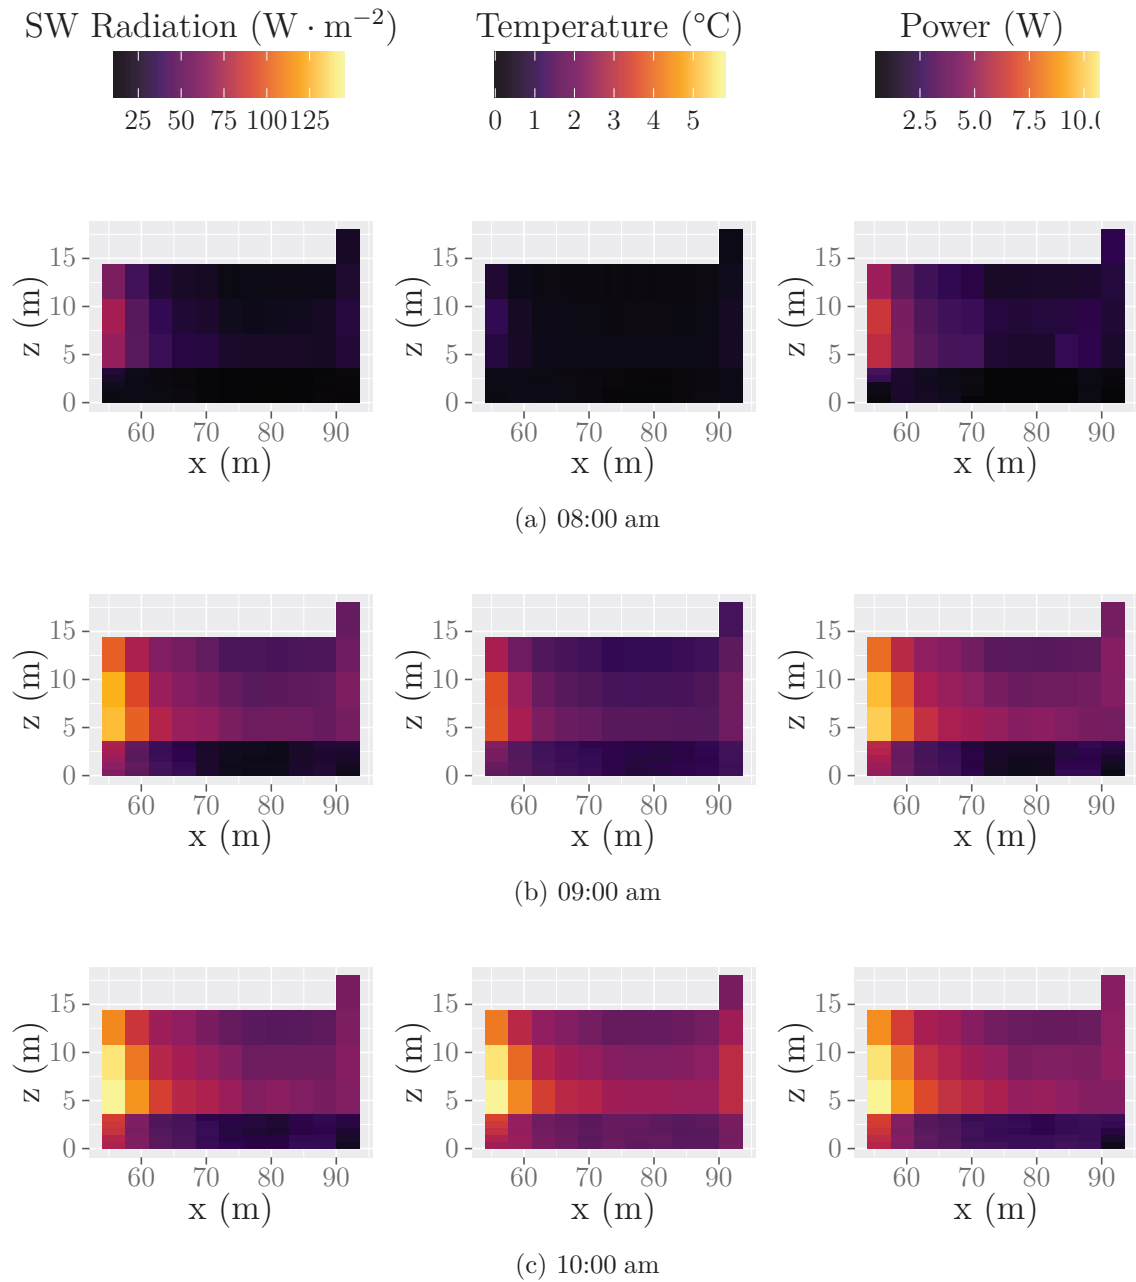 SW Radiation (W · m⁻²) Temperature (°C) Power (W)
25 50 75 100 125 0 1 2 3 4 5 2.5 5.0 7.5 10.0
15 15 15
10 10 10
z (m) z (m) z (m)
5 5 5
0 0 0
60 70 80 90 60 70 80 90 60 70 80 90
x (m) x (m) x (m)
(a) 08:00 am
15 15 15
10 10 10
z (m) z (m) z (m)
5 5 5
0 0 0
60 70 80 90 60 70 80 90 60 70 80 90
x (m) x (m) x (m)
(b) 09:00 am
15 15 15
10 10 10
z (m) z (m) z (m)
5 5 5
0 0 0
60 70 80 90 60 70 80 90 60 70 80 90
x (m) x (m) x (m)
(c) 10:00 am